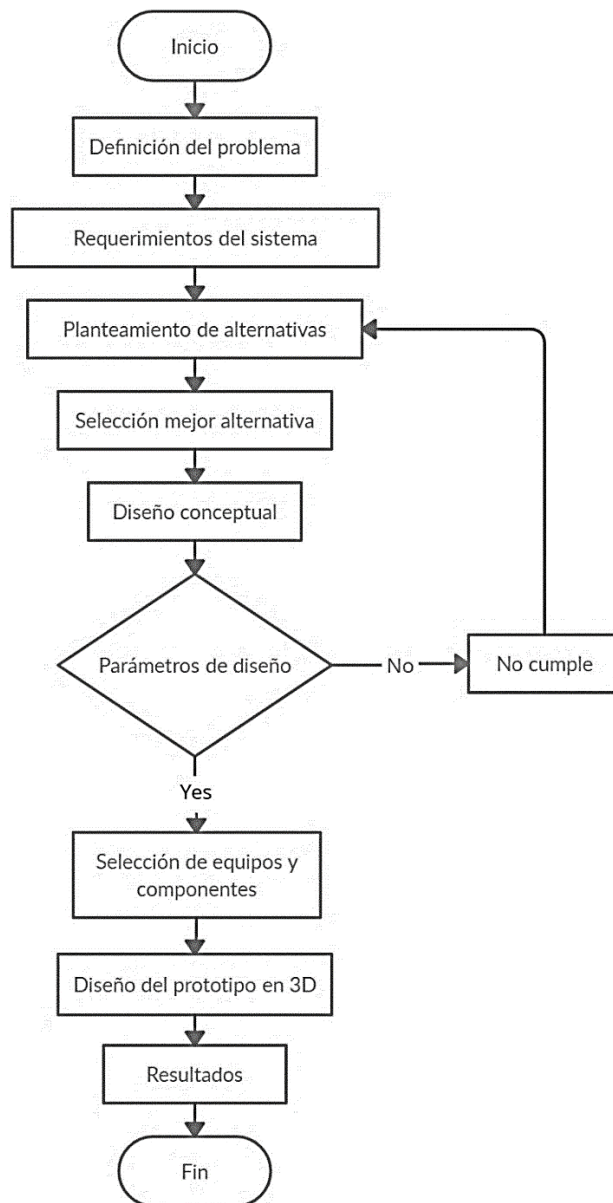 Inicio
Definición del problema
Requerimientos del sistema
Planteamiento de alternativas
Selección mejor alternativa
Diseño conceptual
Parámetros de diseño
No
No cumple
Yes
Selección de equipos y
componentes
Diseño del prototipo en 3D
Resultados
Fin